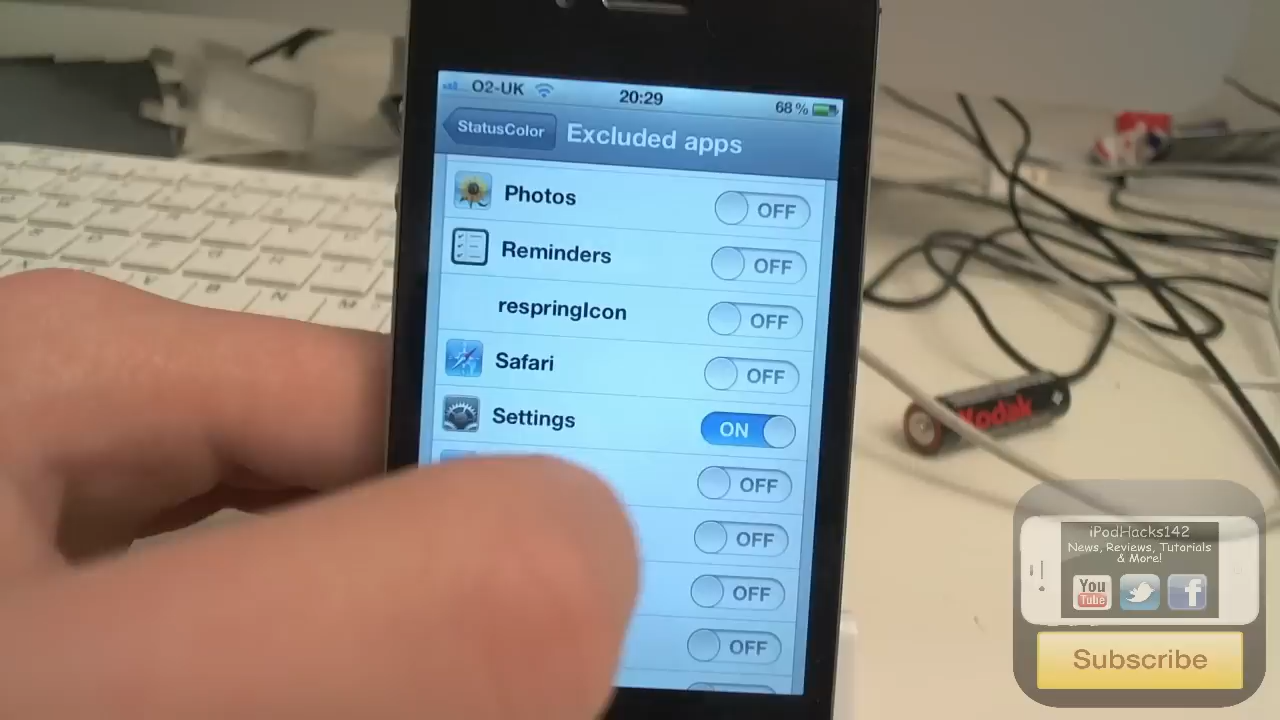 O2-UK
20:29
68 %
StatusColor
Excluded apps
Photos
OFF
Reminders
OFF
respringIcon
OFF
Safari
OFF
Settings
ON
OFF
OFF
OFF
OFF
Kodak
iPodHacks142
News, Reviews, Tutorials
& More!
You
Tube
f
Subscribe